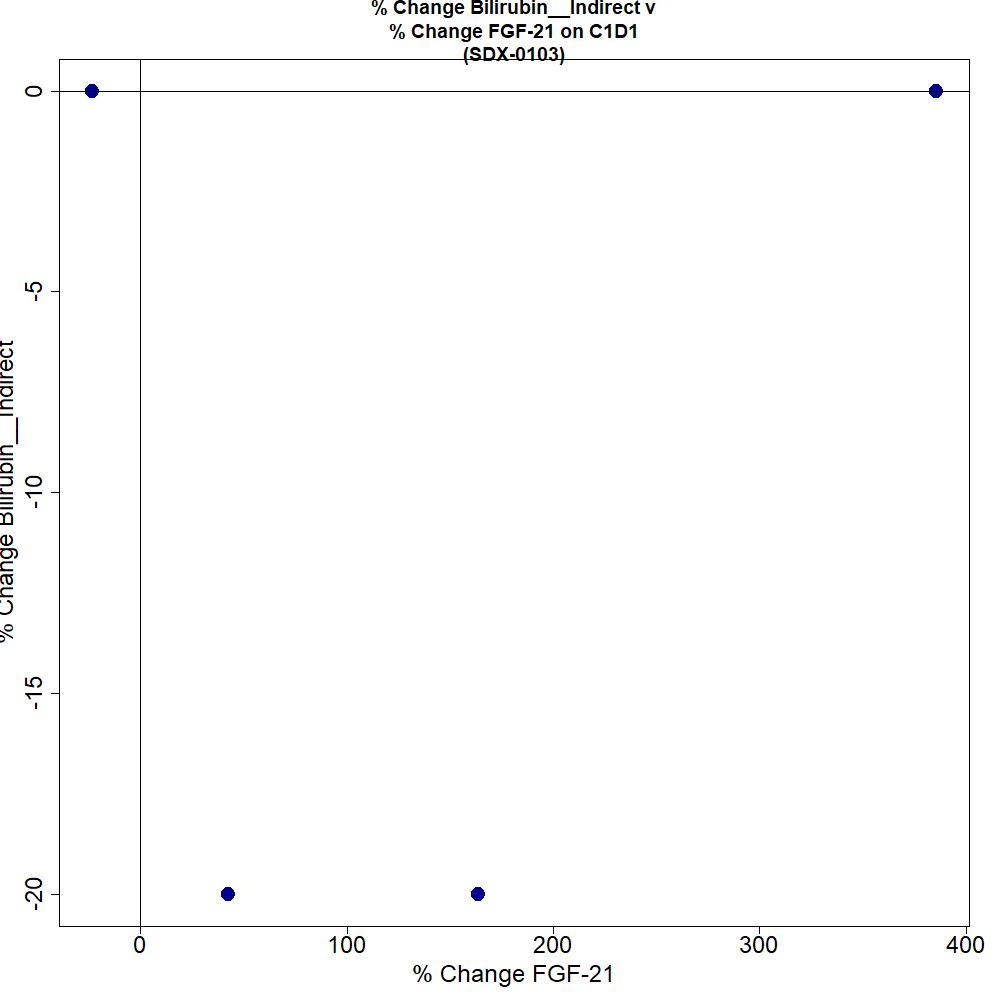 % Change Bilirubin__Indirect v
% Change FGF-21 on C1D1
(SDX-0103)
0
-5
-10
-15
-20
% Change Bilirubin__Indirect
0
100
200
300
400
% Change FGF-21